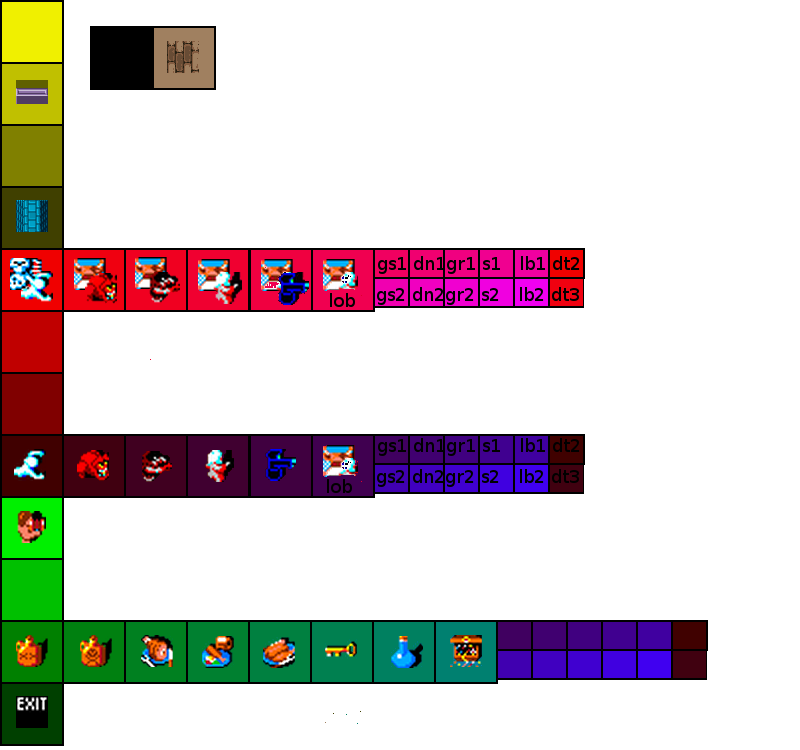 gs1 dn1 gr1 s1 lb1 dt2
lob gs2 dn2 gr2 s2 lb2 dt3
gs1 dn1 gr1 s1 lb1 dt2
lob gs2 dn2 gr2 s2 lb2 dt3
EXIT